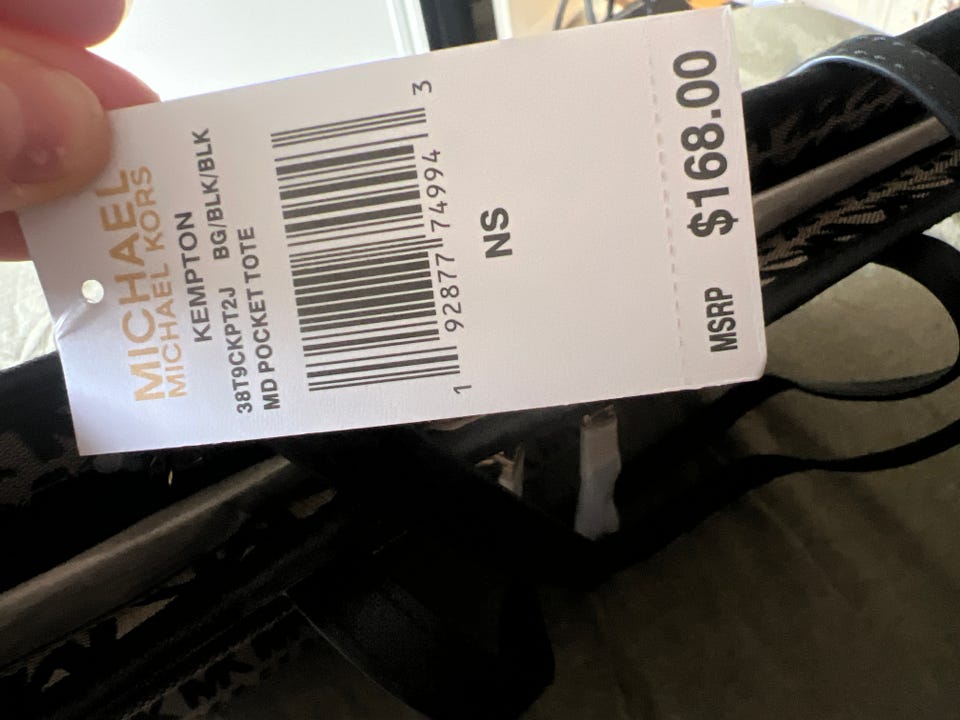 MICHAEL
MICHAEL KORS
KEMPTON
38T9CKPT2J BG/BLK/BLK
MD POCKET TOTE
1 92877 74994 3
NS
MSRP $168.00